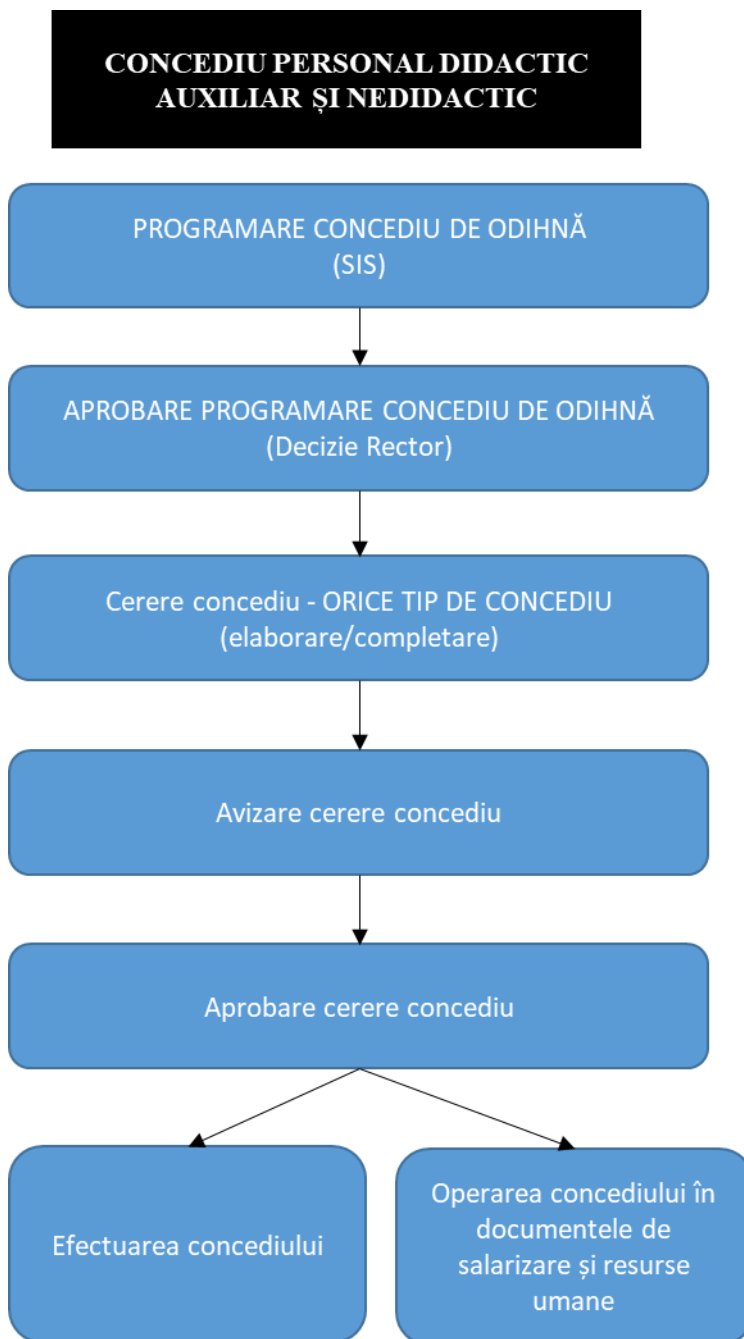 CONCEDIU PERSONAL DIDACTIC
AUXILIAR ȘI NEDIDACTIC
PROGRAMARE CONCEDIU DE ODIHNĂ
(SIS)
APROBARE PROGRAMARE CONCEDIU DE ODIHNĂ
(Decizie Rector)
Cerere concediu - ORICE TIP DE CONCEDIU
(elaborare/completare)
Avizare cerere concediu
Aprobare cerere concediu
Efectuarea concediului
Operarea concediului în
documentele de
salarizare și resurse
umane